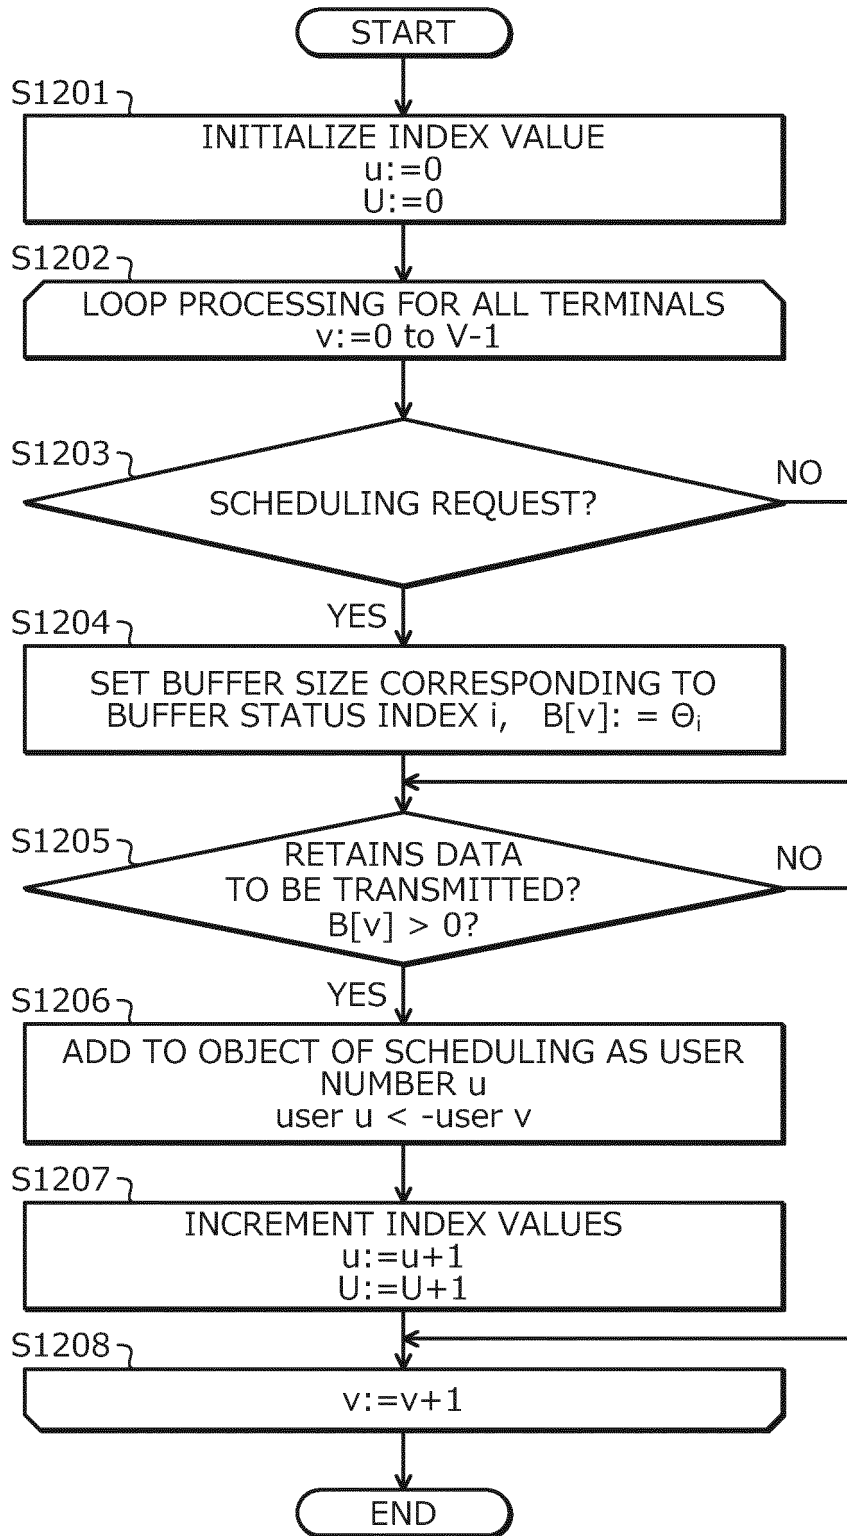 START
S1201
INITIALIZE INDEX VALUE
u:=0
U:=0
S1202
LOOP PROCESSING FOR ALL TERMINALS
v:=0 to V-1
S1203
SCHEDULING REQUEST?
NO
YES
S1204
SET BUFFER SIZE CORRESPONDING TO
BUFFER STATUS INDEX i, B[v]: = Θi
S1205
RETAINS DATA
TO BE TRANSMITTED?
B[v] > 0?
NO
YES
S1206
ADD TO OBJECT OF SCHEDULING AS USER
NUMBER u
user u < -user v
S1207
INCREMENT INDEX VALUES
u:=u+1
U:=U+1
S1208
v:=v+1
END